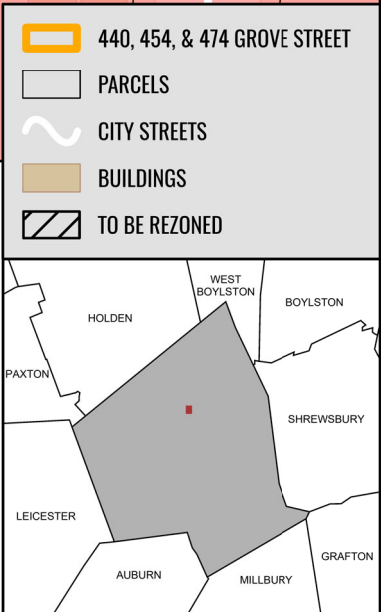 440, 454, & 474 GROVE STREET
PARCELS
CITY STREETS
BUILDINGS
TO BE REZONED
WEST
BOYLSTON
BOYLSTON
HOLDEN
PAXTON
SHREWSBURY
LEICESTER
GRAFTON
AUBURN
MILLBURY